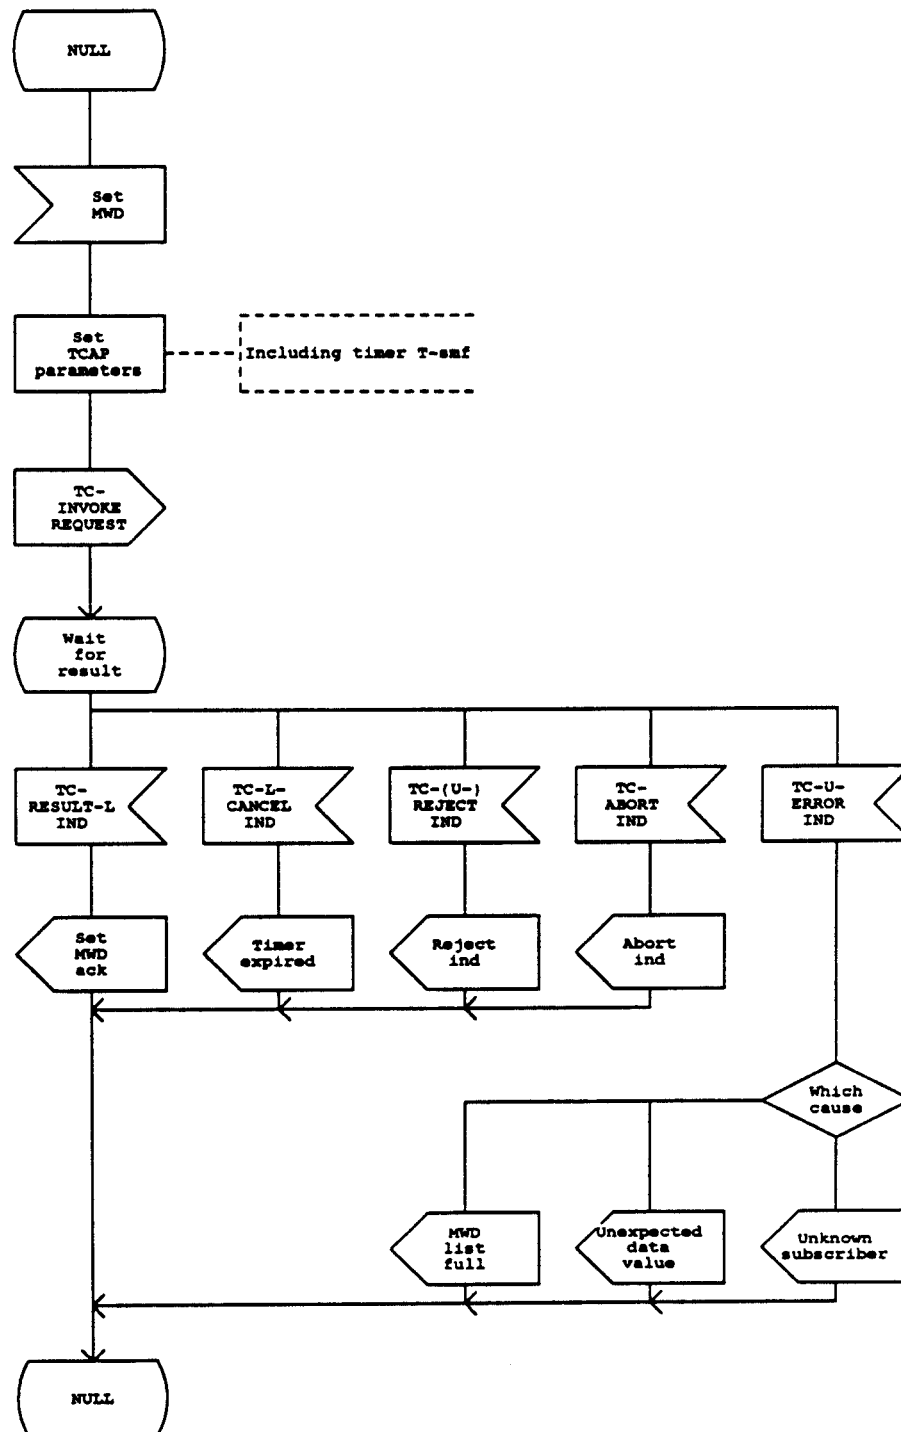 NULL
Set
MWD
Set
TCAP
parameters
Including timer T-smf
TC-
INVOKE
REQUEST
Wait
for
result
TC-
RESULT-L
IND
TC-L-
CANCEL
IND
TC-(U-)
REJECT
IND
TC-
ABORT
IND
TC-U-
ERROR
IND
Set
MWD
ack
Timer
expired
Reject
ind
Abort
ind
Which
cause
MWD
list
full
Unexpected
data
value
Unknown
subscriber
NULL